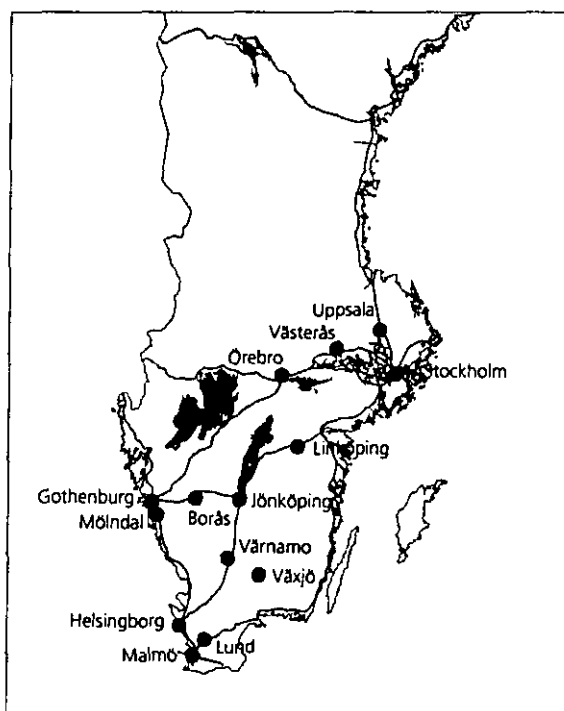 Uppsala
Västerås
Örebro
Stockholm
Linköping
Gothenburg
Jönköping
Mölndal
Borås
Värnamo
Växjö
Helsingborg
Lund
Malmö